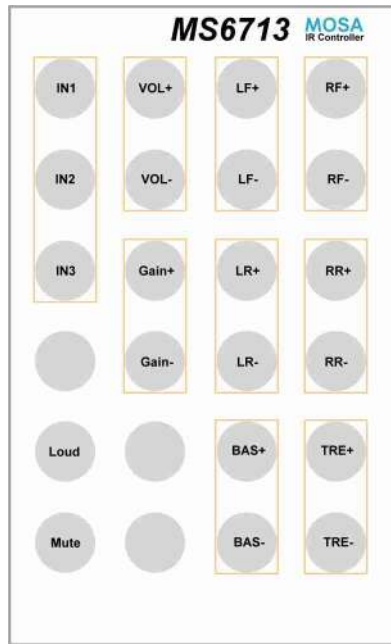 MS6713 MOSA
IR Controller
IN1 VOL+ LF+ RF+
IN2 VOL- LF- RF-
IN3 Gain+ LR+ RR+
Gain- LR- RR-
Loud BAS+ TRE+
Mute BAS- TRE-